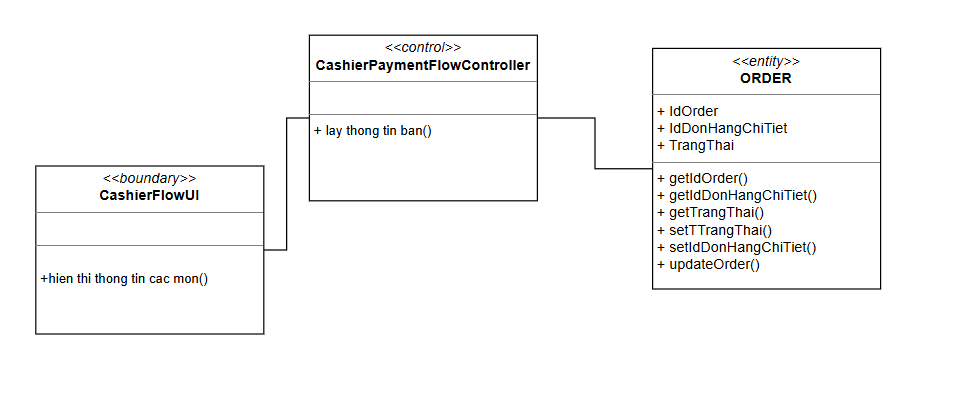 <<control>>
CashierPaymentFlowController
+ lay thong tin ban()
<<entity>>
ORDER
+ IdOrder
+ IdDonHangChiTiet
+ TrangThai
+ getIdOrder()
+ getIdDonHangChiTiet()
+ getTrangThai()
+ setTTrangThai()
+ setIdDonHangChiTiet()
+ updateOrder()
<<boundary>>
CashierFlowUI
+hien thi thong tin cac mon()